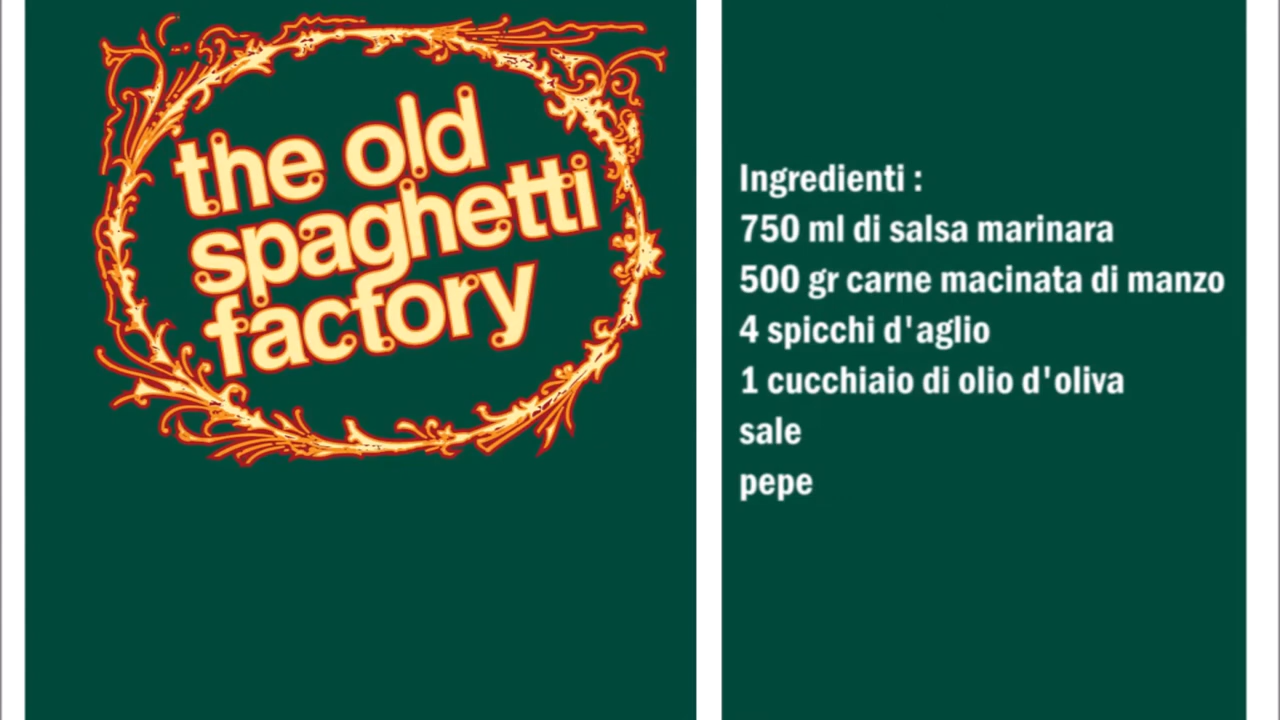 the old
spaghetti
factory
Ingredienti :
750 ml di salsa marinara
500 gr carne macinata di manzo
4 spicchi d'aglio
1 cucchiaio di olio d'oliva
sale
pepe